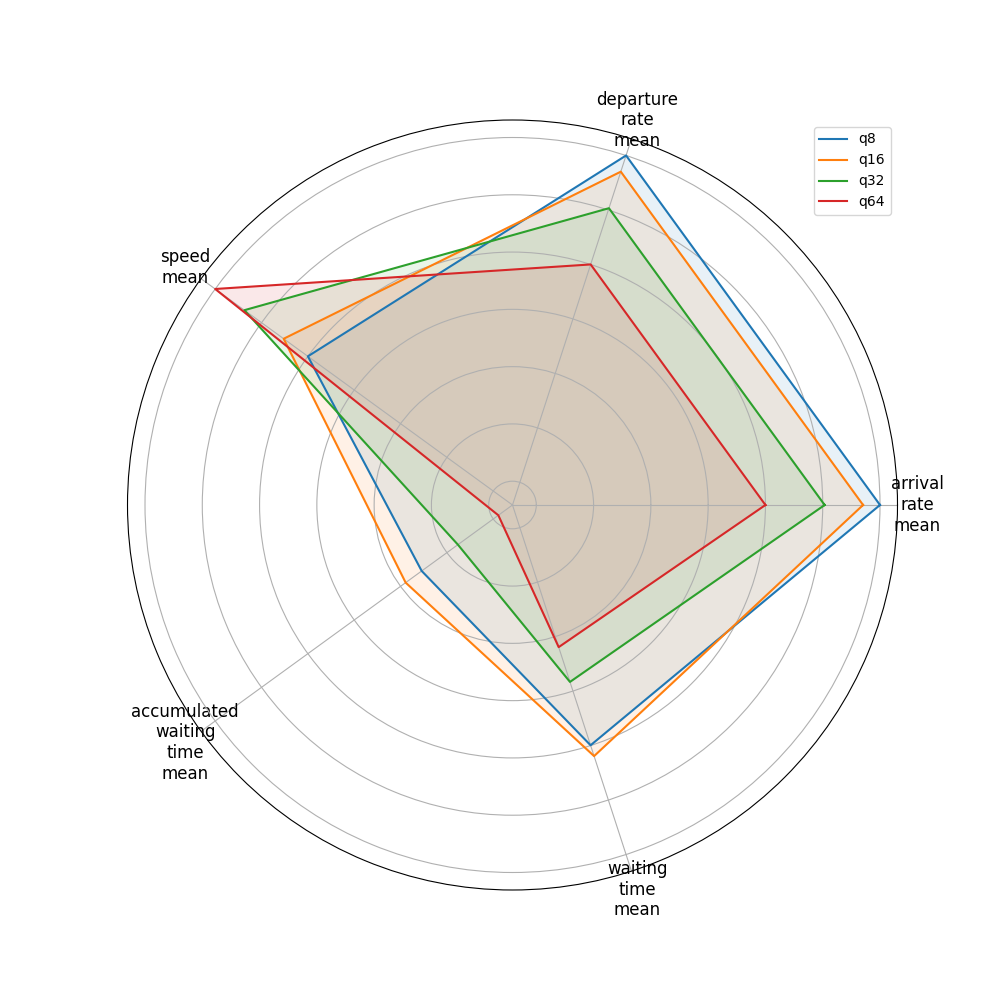 departure
rate
mean
q8
q16
q32
q64
speed
mean
arrival
rate
mean
accumulated
waiting
time
mean
waiting
time
mean